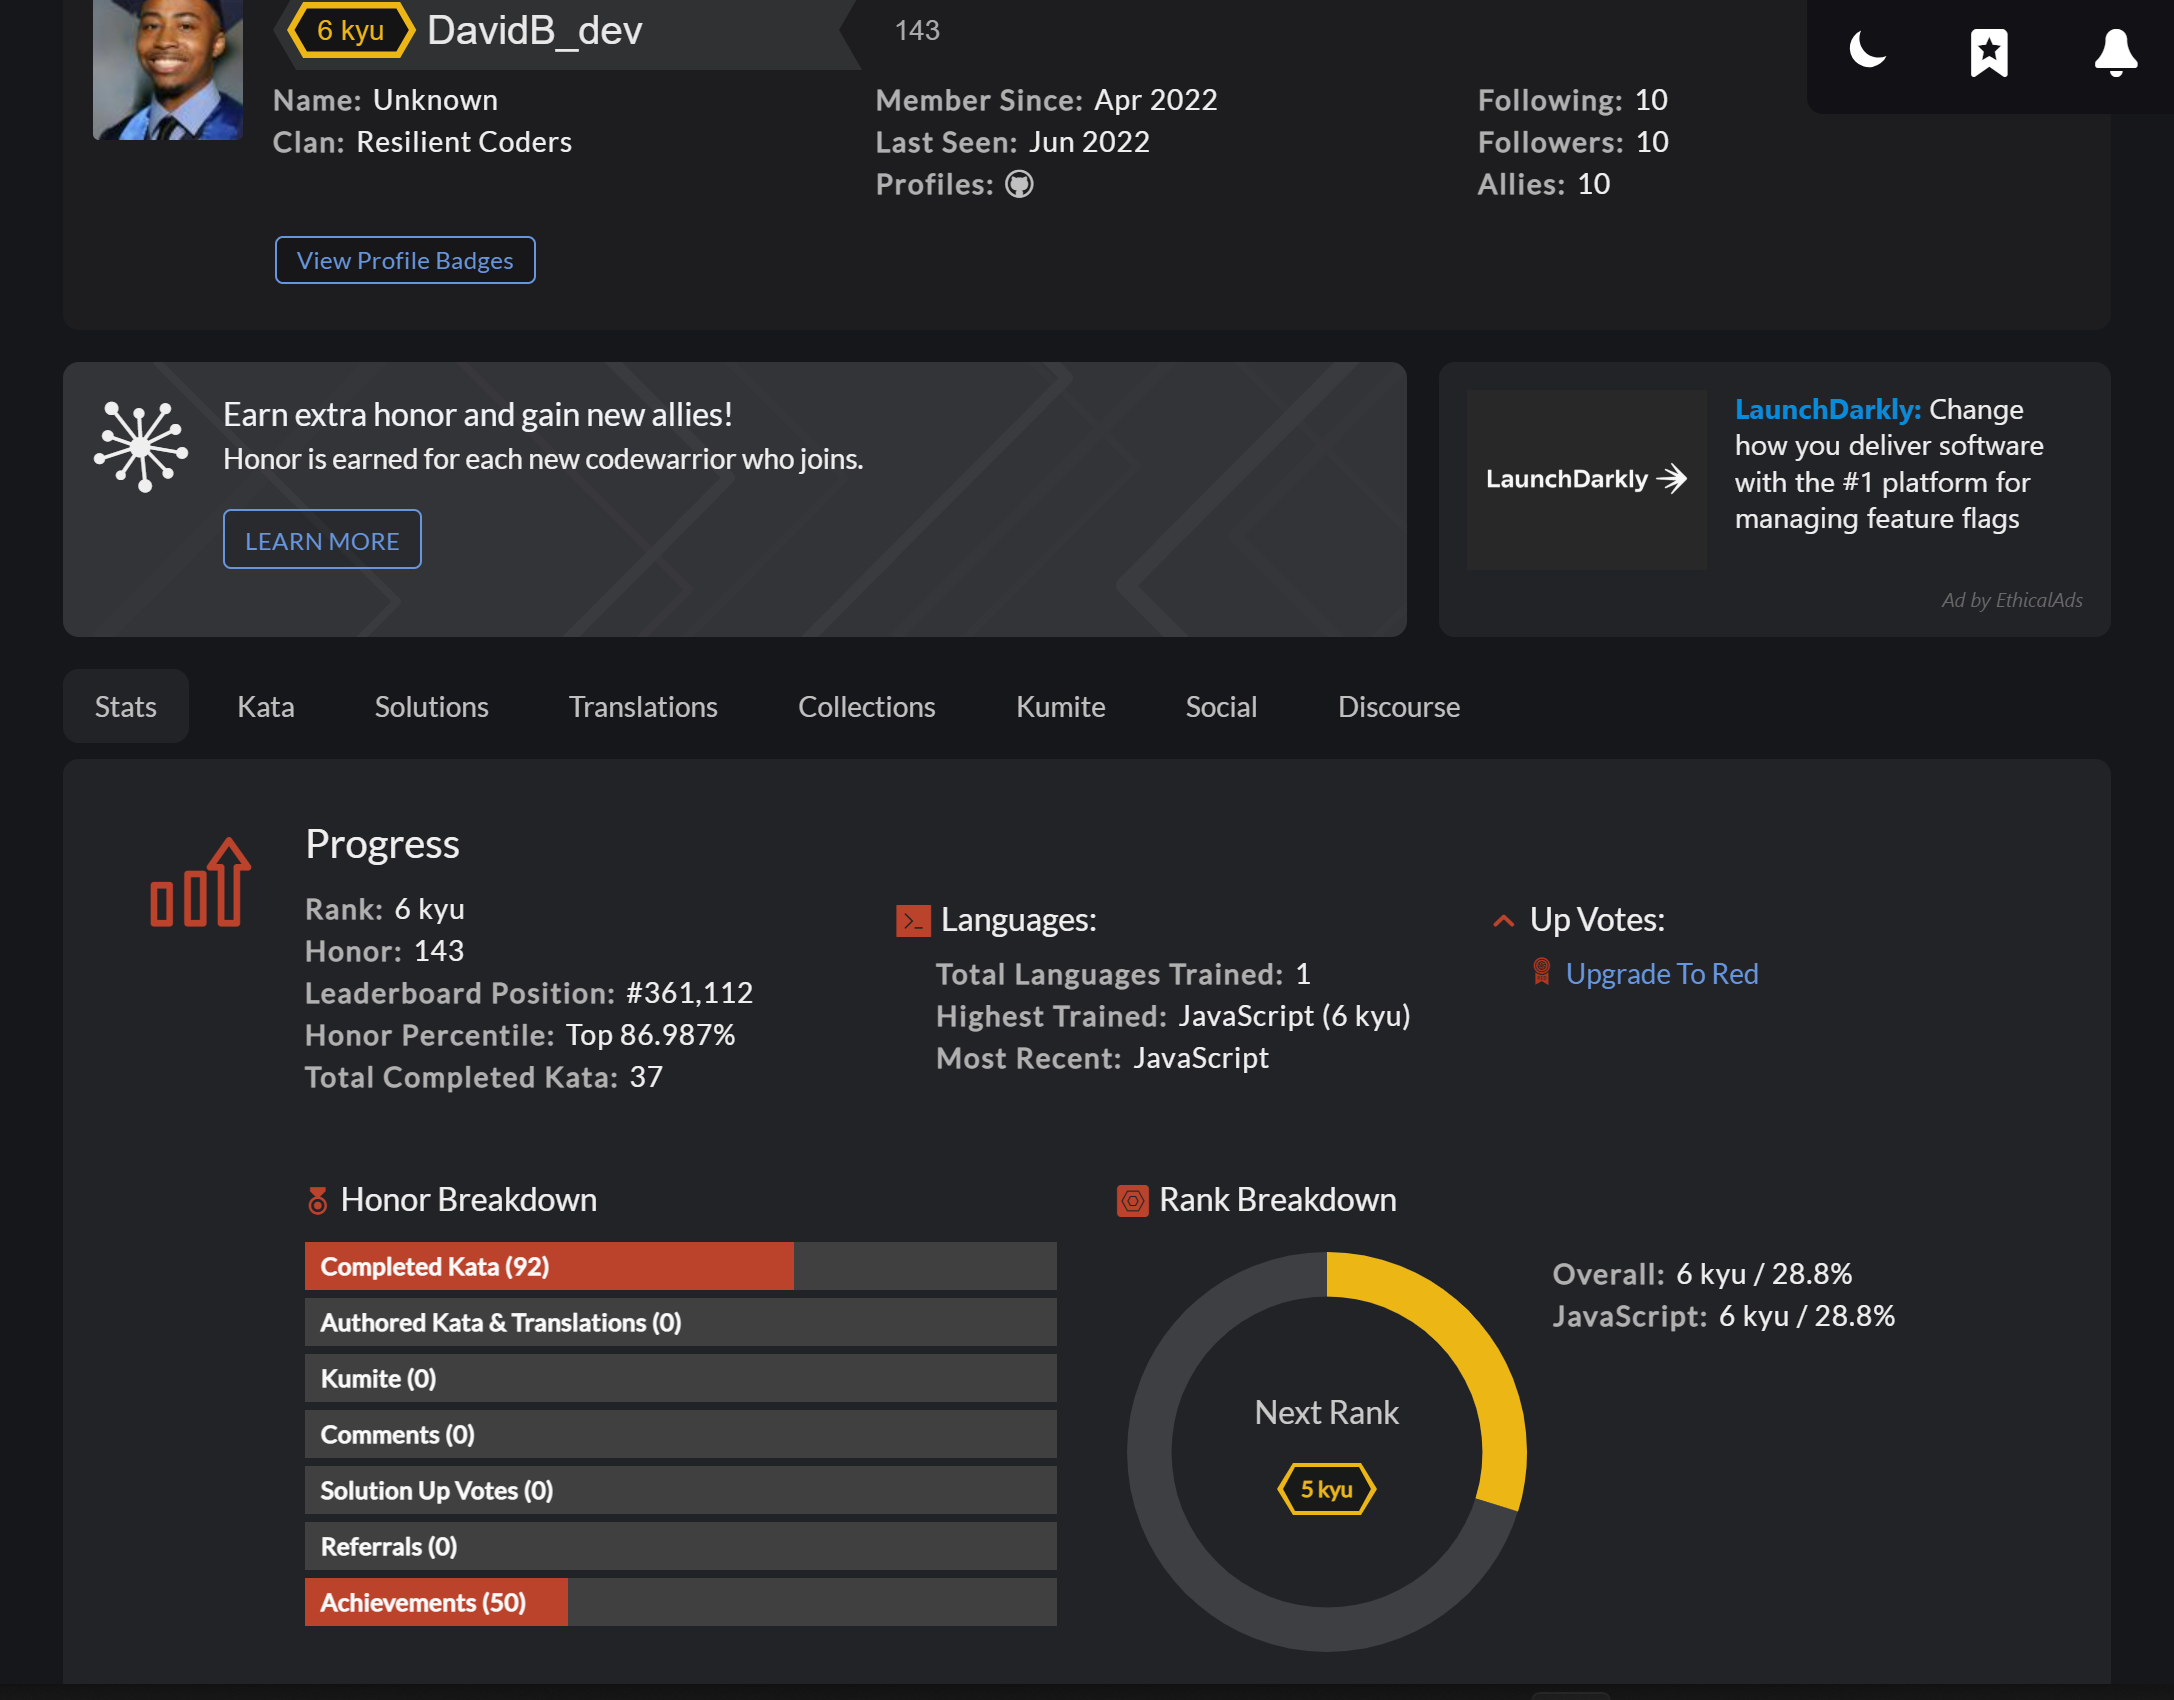 6 kyu DavidB_dev 143
Name: Unknown
Clan: Resilient Coders
Member Since: Apr 2022
Last Seen: Jun 2022
Profiles:
Following: 10
Followers: 10
Allies: 10
View Profile Badges
Earn extra honor and gain new allies!
Honor is earned for each new codewarrior who joins.
LEARN MORE
LaunchDarkly
LaunchDarkly: Change
how you deliver software
with the #1 platform for
managing feature flags
Ad by EthicalAds
Stats Kata Solutions Translations Collections Kumite Social Discourse
Progress
Rank: 6 kyu
Honor: 143
Leaderboard Position: #361,112
Honor Percentile: Top 86.987%
Total Completed Kata: 37
Languages:
Total Languages Trained: 1
Highest Trained: JavaScript (6 kyu)
Most Recent: JavaScript
Up Votes:
Upgrade To Red
Honor Breakdown
Completed Kata (92)
Authored Kata & Translations (0)
Kumite (0)
Comments (0)
Solution Up Votes (0)
Referrals (0)
Achievements (50)
Rank Breakdown
Next Rank
5 kyu
Overall: 6 kyu / 28.8%
JavaScript: 6 kyu / 28.8%